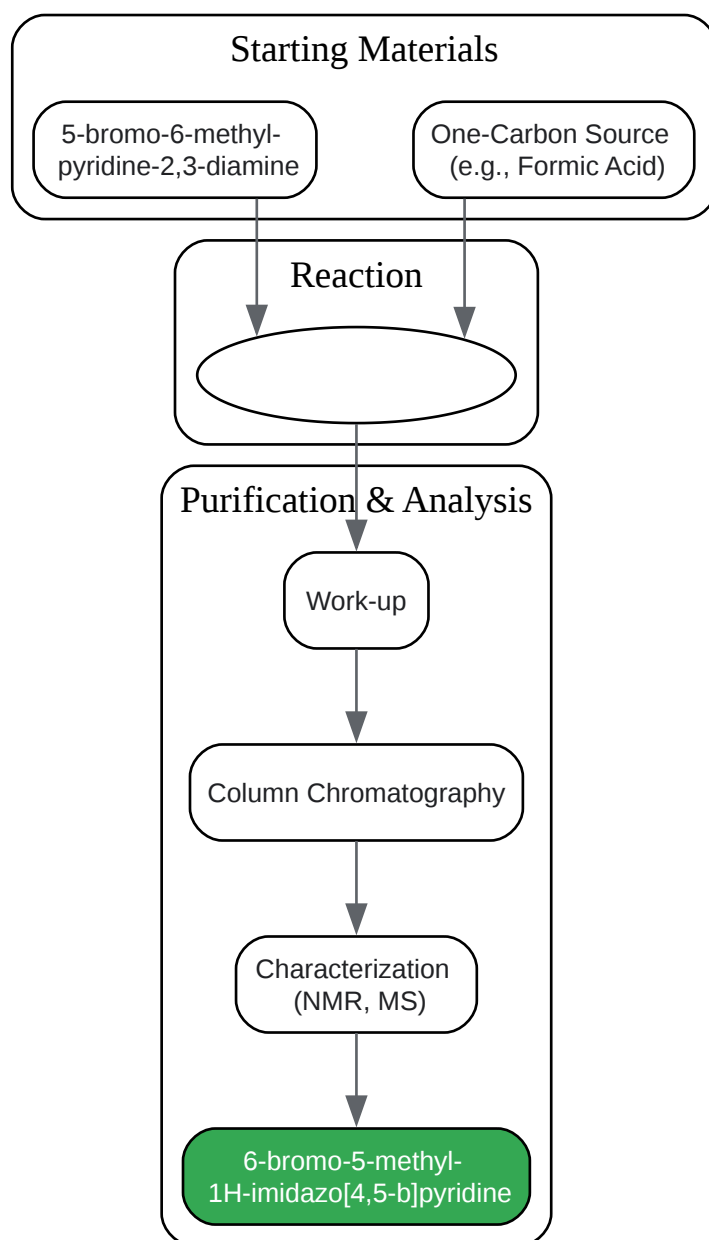 Starting Materials
5-bromo-6-methyl-
pyridine-2,3-diamine
One-Carbon Source
(e.g., Formic Acid)
Reaction
Purification & Analysis
Work-up
Column Chromatography
Characterization
(NMR, MS)
6-bromo-5-methyl-
1H-imidazo[4,5-b]pyridine